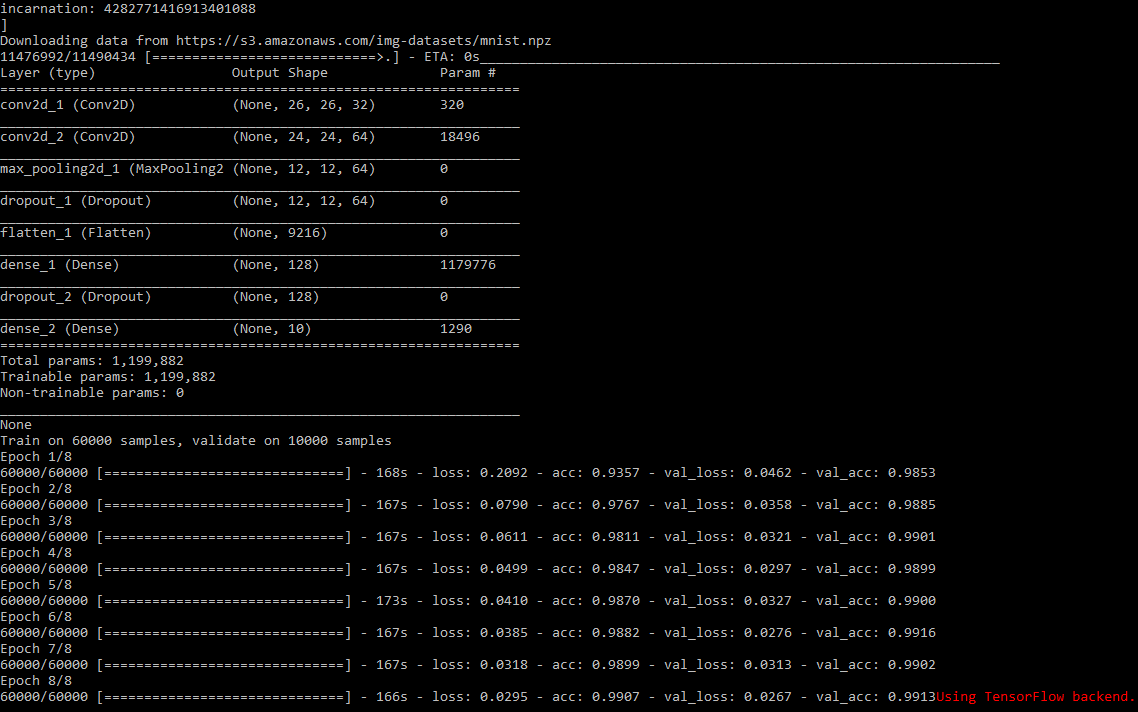 incarnation: 4282771416913401088
]
Downloading data from https://s3.amazonaws.com/img-datasets/mnist.npz
11476992/11490434 [============================>.] - ETA: 0s_________________________________________________________________
Layer (type)                 Output Shape              Param #
=================================================================
conv2d_1 (Conv2D)            (None, 26, 26, 32)        320
_________________________________________________________________
conv2d_2 (Conv2D)            (None, 24, 24, 64)        18496
_________________________________________________________________
max_pooling2d_1 (MaxPooling2 (None, 12, 12, 64)        0
_________________________________________________________________
dropout_1 (Dropout)          (None, 12, 12, 64)        0
_________________________________________________________________
flatten_1 (Flatten)          (None, 9216)              0
_________________________________________________________________
dense_1 (Dense)              (None, 128)               1179776
_________________________________________________________________
dropout_2 (Dropout)          (None, 128)               0
_________________________________________________________________
dense_2 (Dense)              (None, 10)                1290
=================================================================
Total params: 1,199,882
Trainable params: 1,199,882
Non-trainable params: 0
_________________________________________________________________
None
Train on 60000 samples, validate on 10000 samples
Epoch 1/8
60000/60000 [==============================] - 168s - loss: 0.2092 - acc: 0.9357 - val_loss: 0.0462 - val_acc: 0.9853
Epoch 2/8
60000/60000 [==============================] - 167s - loss: 0.0790 - acc: 0.9767 - val_loss: 0.0358 - val_acc: 0.9885
Epoch 3/8
60000/60000 [==============================] - 167s - loss: 0.0611 - acc: 0.9811 - val_loss: 0.0321 - val_acc: 0.9901
Epoch 4/8
60000/60000 [==============================] - 167s - loss: 0.0499 - acc: 0.9847 - val_loss: 0.0297 - val_acc: 0.9899
Epoch 5/8
60000/60000 [==============================] - 173s - loss: 0.0410 - acc: 0.9870 - val_loss: 0.0327 - val_acc: 0.9900
Epoch 6/8
60000/60000 [==============================] - 167s - loss: 0.0385 - acc: 0.9882 - val_loss: 0.0276 - val_acc: 0.9916
Epoch 7/8
60000/60000 [==============================] - 167s - loss: 0.0318 - acc: 0.9899 - val_loss: 0.0313 - val_acc: 0.9902
Epoch 8/8
60000/60000 [==============================] - 166s - loss: 0.0295 - acc: 0.9907 - val_loss: 0.0267 - val_acc: 0.9913Using TensorFlow backend.